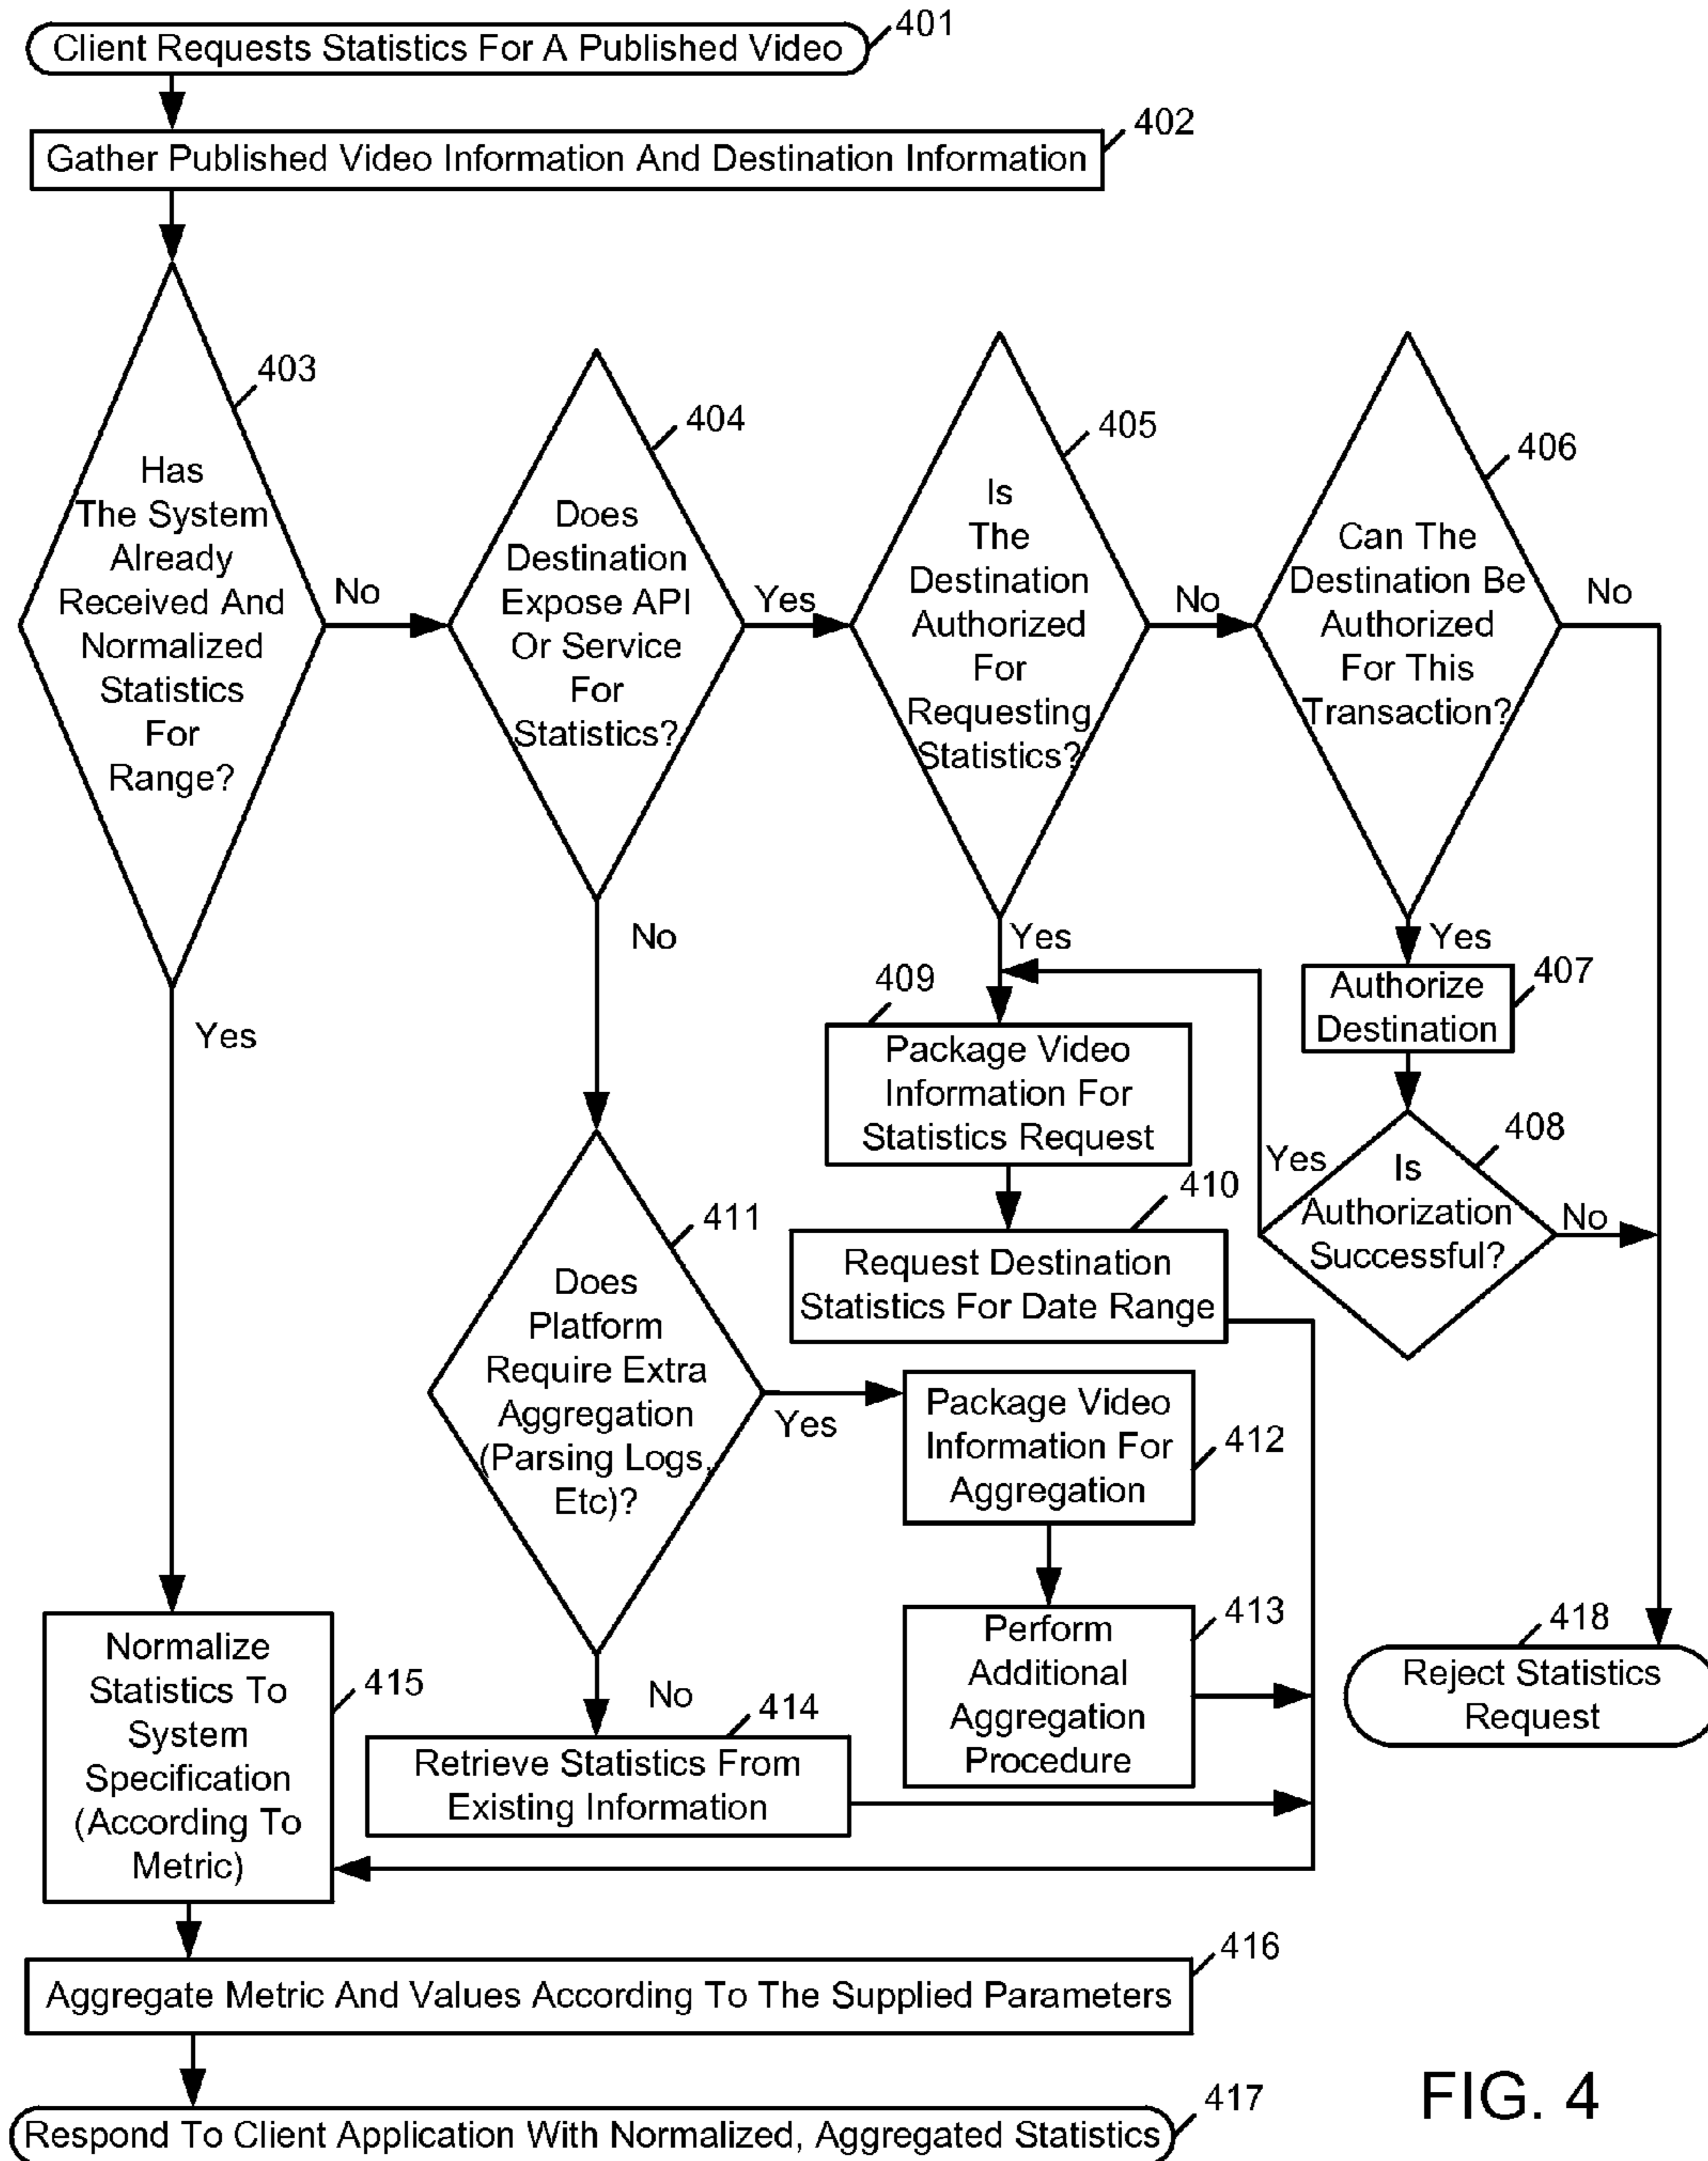 Client Requests Statistics For A Published Video
401
Gather Published Video Information And Destination Information
402
403
Has
The System
Already
Received And
Normalized
Statistics
For
Range?
No
Yes
404
Does
Destination
Expose API
Or Service
For
Statistics?
Yes
No
405
Is
The
Destination
Authorized
For
Requesting
Statistics?
No
Yes
406
Can The
Destination Be
Authorized
For This
Transaction?
No
Yes
407
Authorize
Destination
408
Is
Authorization
Successful?
Yes
No
409
Package Video
Information For
Statistics Request
410
Request Destination
Statistics For Date Range
411
Does
Platform
Require Extra
Aggregation
(Parsing Logs,
Etc)?
Yes
No
Package Video
Information For
Aggregation
412
Perform
Additional
Aggregation
Procedure
413
414
Retrieve Statistics From
Existing Information
418
Reject Statistics
Request
Normalize
Statistics To
System
Specification
(According To
Metric)
415
Aggregate Metric And Values According To The Supplied Parameters
416
Respond To Client Application With Normalized, Aggregated Statistics
417
FIG. 4